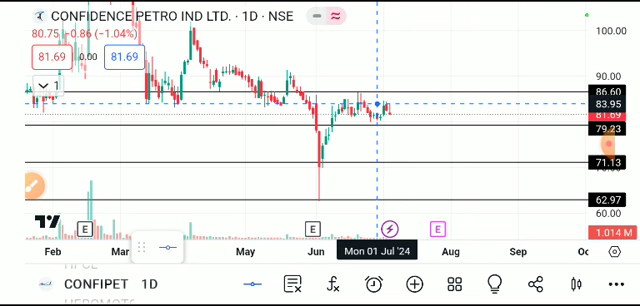 CONFIDENCE PETRO IND LTD. · 1D · NSE
80.75 −0.86 (−1.04%)
81.69 0.00 81.69
1
100.00
90.00
86.60
83.95
81.69
79.23
71.13
62.97
60.00
1.014 M
E E E
Feb Mar May Jun Mon 01 Jul '24 Aug Sep
CONFIPET 1D